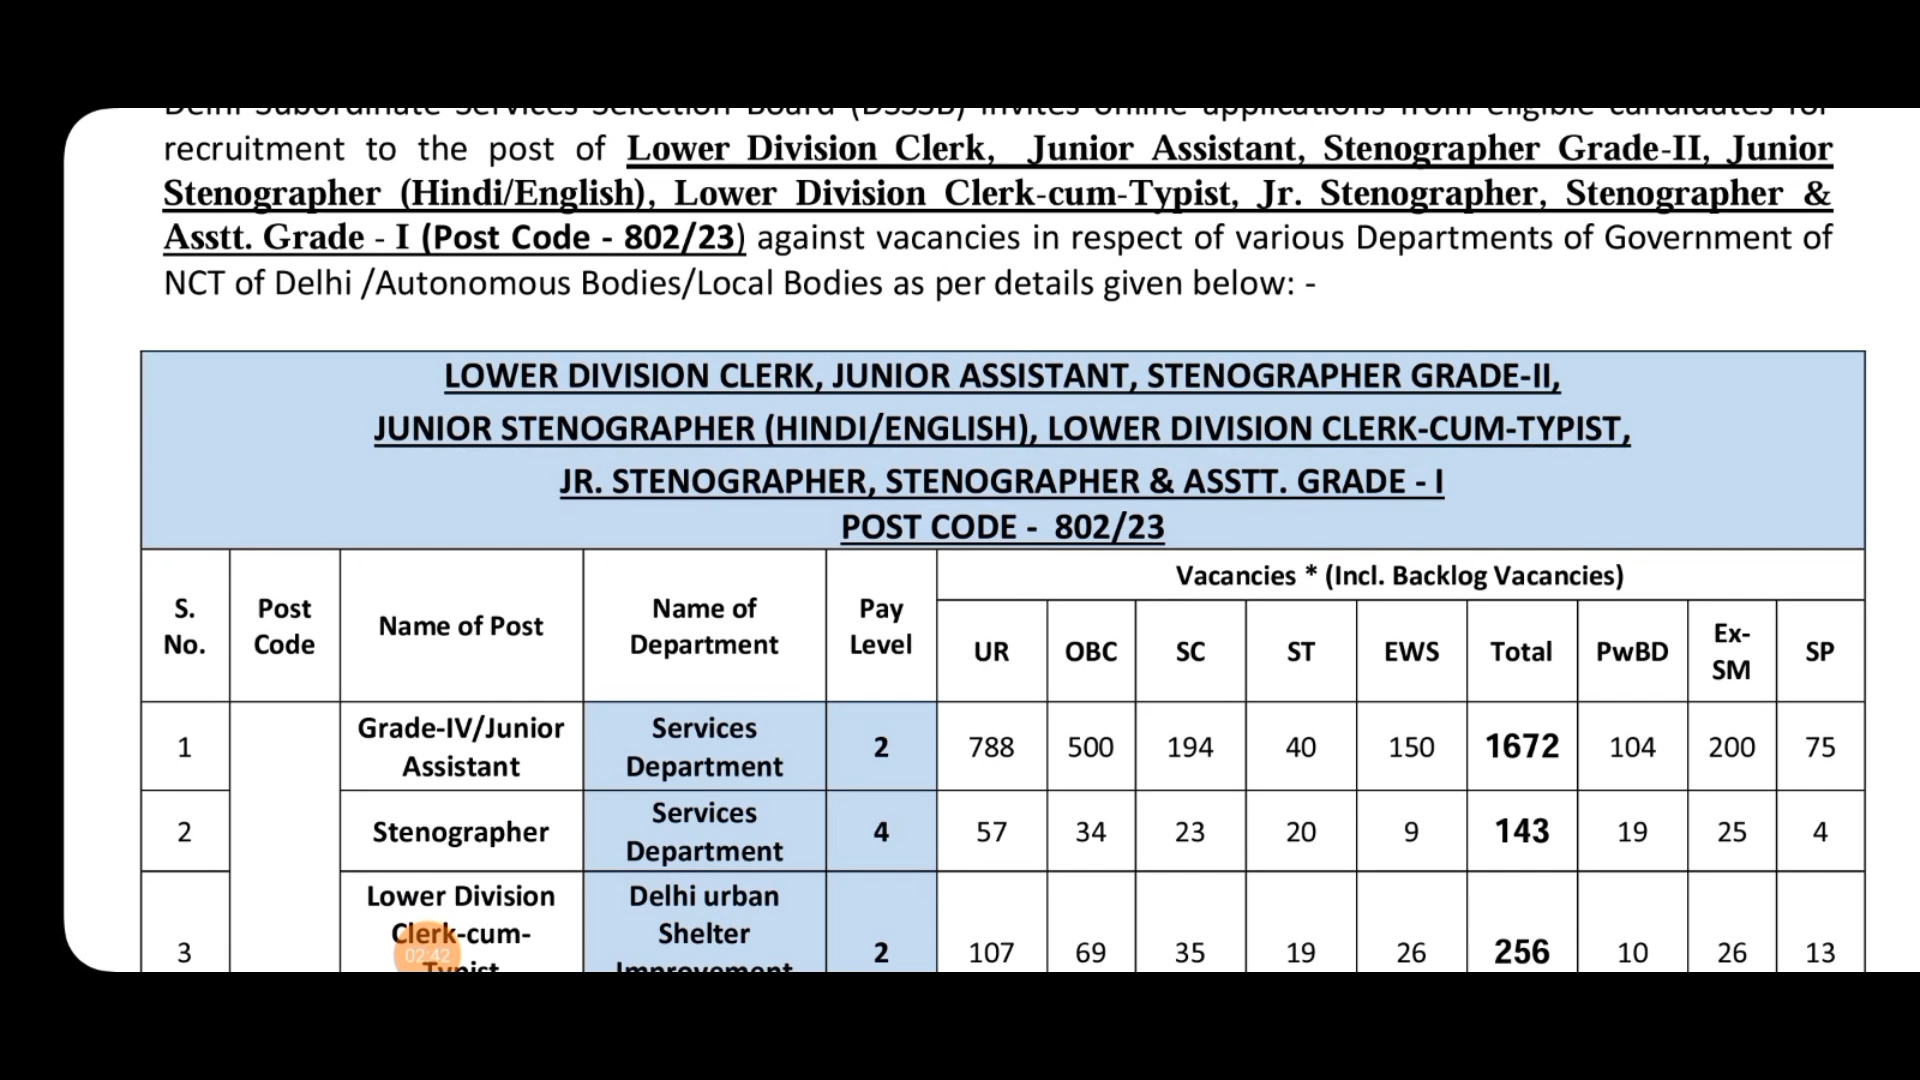 recruitment to the post of Lower Division Clerk, Junior Assistant, Stenographer Grade-II, Junior
Stenographer (Hindi/English), Lower Division Clerk-cum-Typist, Jr. Stenographer, Stenographer &
Asstt. Grade - I (Post Code - 802/23) against vacancies in respect of various Departments of Government of
NCT of Delhi /Autonomous Bodies/Local Bodies as per details given below: -
LOWER DIVISION CLERK, JUNIOR ASSISTANT, STENOGRAPHER GRADE-II,
JUNIOR STENOGRAPHER (HINDI/ENGLISH), LOWER DIVISION CLERK-CUM-TYPIST,
JR. STENOGRAPHER, STENOGRAPHER & ASSTT. GRADE - I
POST CODE - 802/23
S. No. Post Code Name of Post Name of Department Pay Level Vacancies * (Incl. Backlog Vacancies)
UR OBC SC ST EWS Total PwBD Ex-SM SP
1 Grade-IV/Junior Assistant Services Department 2 788 500 194 40 150 1672 104 200 75
2 Stenographer Services Department 4 57 34 23 20 9 143 19 25 4
3 Lower Division Clerk-cum- Delhi urban Shelter 2 107 69 35 19 26 256 10 26 13
02:42